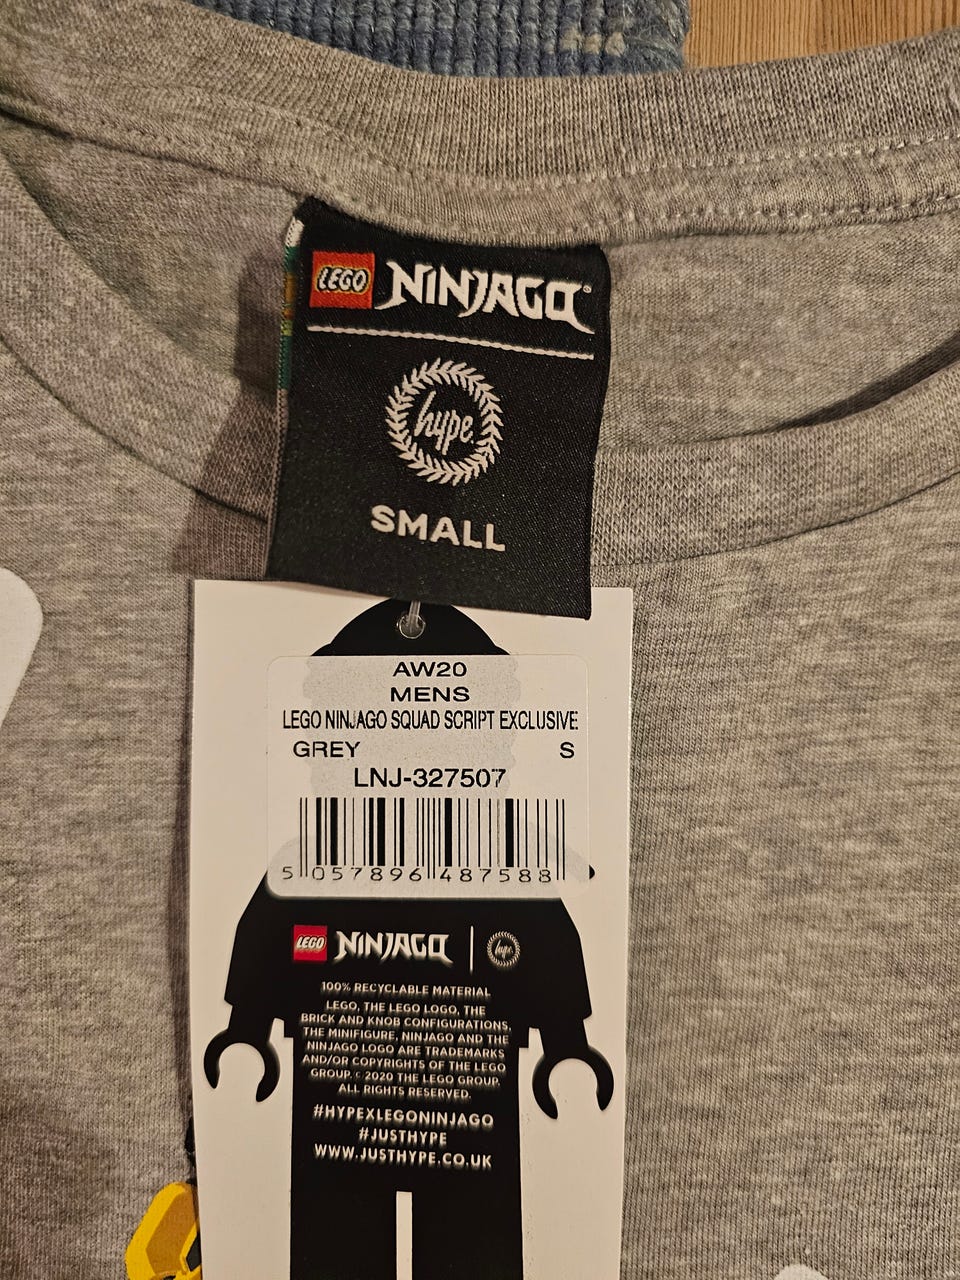 LEGO NINJAGO®
hype.
SMALL
AW20
MENS
LEGO NINJAGO SQUAD SCRIPT EXCLUSIVE
GREY S
LNJ-327507
5 057896 487588
LEGO NINJAGO | hype.
100% RECYCLABLE MATERIAL
LEGO, THE LEGO LOGO, THE
BRICK AND KNOB CONFIGURATIONS,
THE MINIFIGURE, NINJAGO AND THE
NINJAGO LOGO ARE TRADEMARKS
AND/OR COPYRIGHTS OF THE LEGO
GROUP. © 2020 THE LEGO GROUP.
ALL RIGHTS RESERVED.
#HYPEXLEGONINJAGO
#JUSTHYPE
WWW.JUSTHYPE.CO.UK